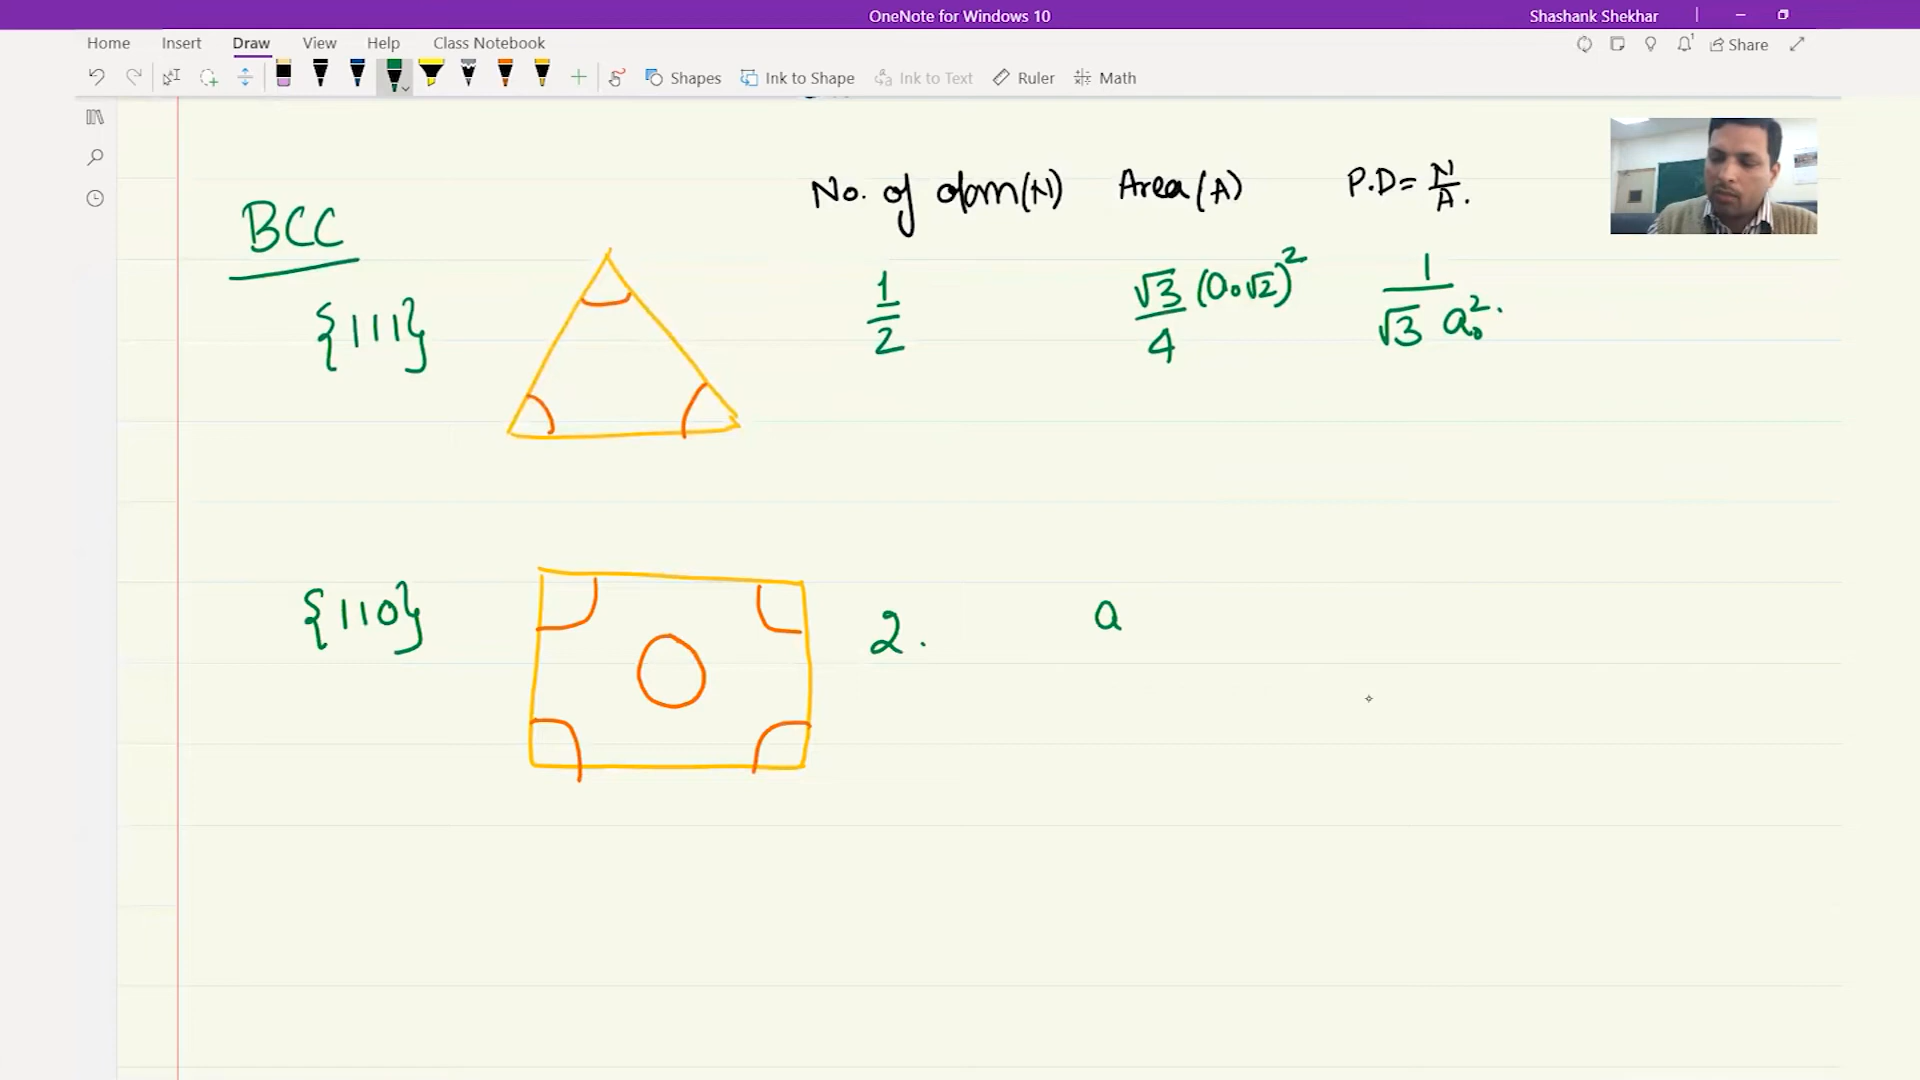 OneNote for Windows 10
Shashank Shekhar
Home Insert Draw View Help Class Notebook
Share
Shapes Ink to Shape Ink to Text Ruler Math
No. of atom(N) Area(A) P.D = N/A.
BCC
{111} 1/2 √3/4 (a₀√2)² 1/(√3 a₀²).
{110} 2. a